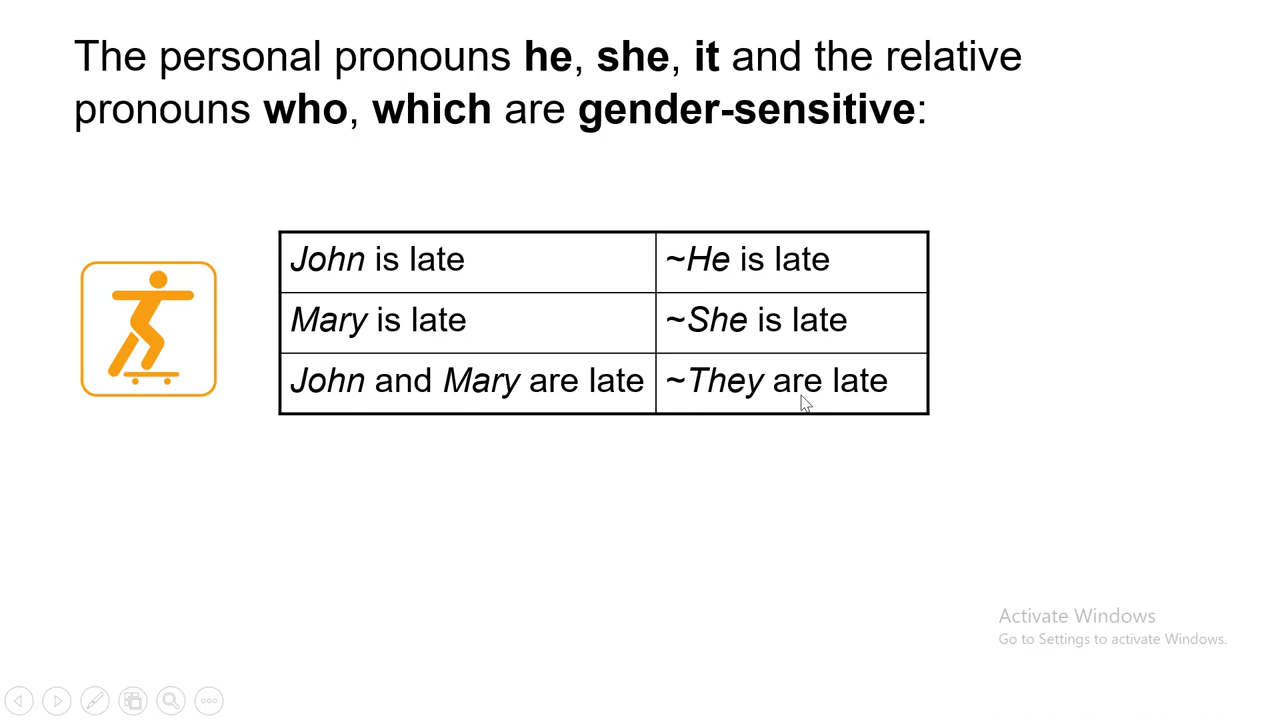 The personal pronouns he, she, it and the relative
pronouns who, which are gender-sensitive:
John is late
~He is late
Mary is late
~She is late
John and Mary are late
~They are late
Activate Windows
Go to Settings to activate Windows.